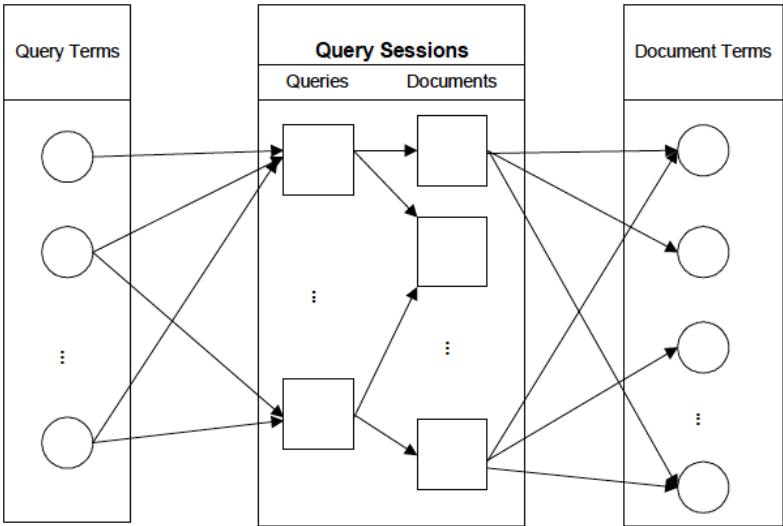 Query Terms
Query Sessions
Queries
Documents
Document Terms
...
...
...
...